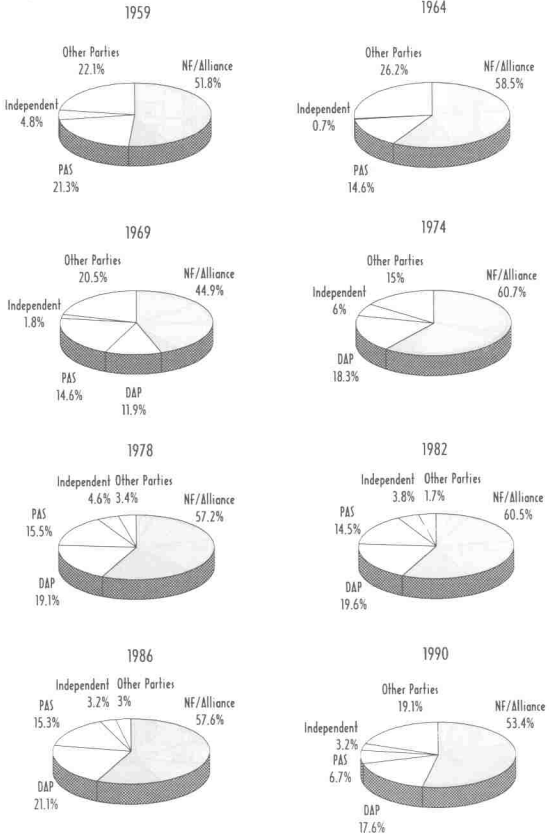 1959
Other Parties
22.1%
NF/Alliance
51.8%
Independent
4.8%
PAS
21.3%
1964
Other Parties
26.2%
NF/Alliance
58.5%
Independent
0.7%
PAS
14.6%
1969
Other Parties
20.5%
NF/Alliance
44.9%
Independent
1.8%
PAS
14.6%
DAP
11.9%
1974
Other Parties
15%
NF/Alliance
60.7%
Independent
6%
DAP
18.3%
1978
Independent Other Parties
4.6% 3.4%
NF/Alliance
57.2%
PAS
15.5%
DAP
19.1%
1982
Independent Other Parties
3.8% 1.7%
NF/Alliance
60.5%
PAS
14.5%
DAP
19.6%
1986
Independent Other Parties
3.2% 3%
NF/Alliance
57.6%
PAS
15.3%
DAP
21.1%
1990
Other Parties
19.1%
NF/Alliance
53.4%
Independent
3.2%
PAS
6.7%
DAP
17.6%